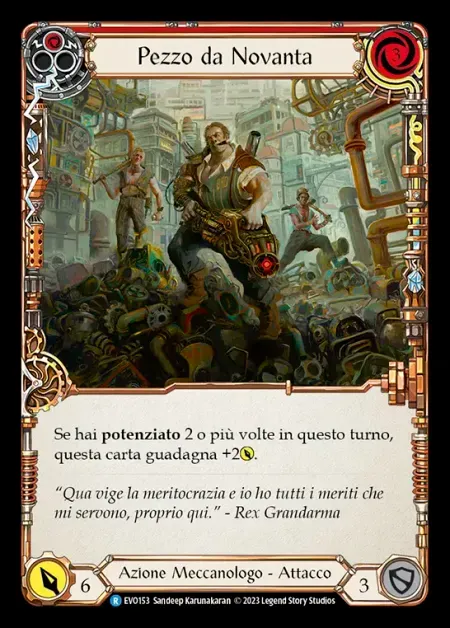 Pezzo da Novanta
3
Se hai potenziato 2 o più volte in questo turno,
questa carta guadagna +2.
“Qua vige la meritocrazia e io ho tutti i meriti che
mi servono, proprio qui.” - Rex Grandarma
6
Azione Meccanologo - Attacco
3
R EVO153 Sandeep Karunakaran © 2023 Legend Story Studios